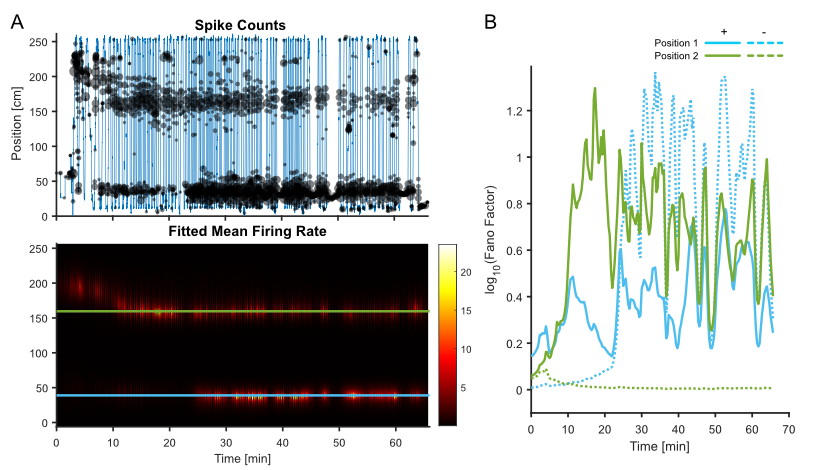 A
Spike Counts
250
200
150
100
50
0
Position [cm]
Fitted Mean Firing Rate
250
200
150
100
50
0
0 10 20 30 40 50 60
Time [min]
20
15
10
5
B
+ -
Position 1
Position 2
1.2
1
0.8
0.6
0.4
0.2
0
log10(Fano Factor)
0 10 20 30 40 50 60 70
Time [min]